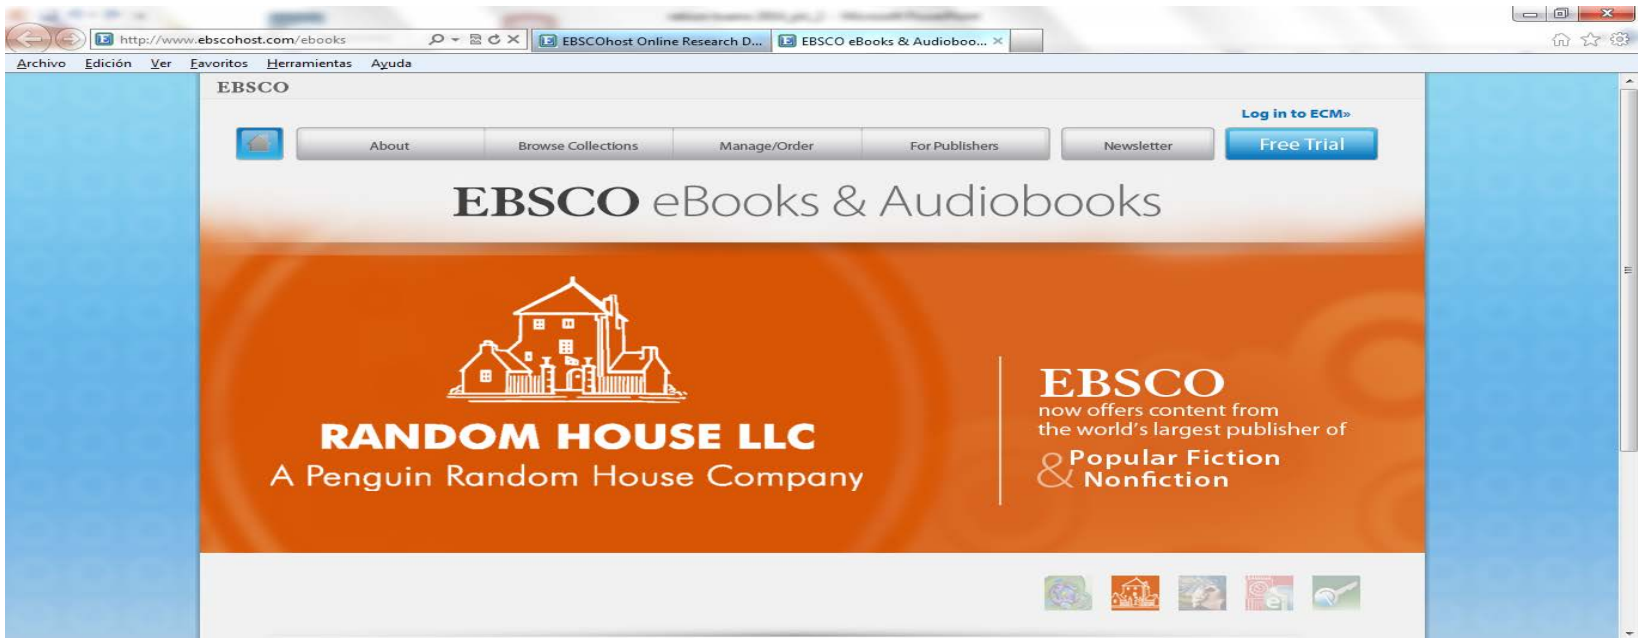 http://www.ebscohost.com/ebooks
EBSCOhost Online Research D...
EBSCO eBooks & Audioboo...
Archivo Edición Ver Favoritos Herramientas Ayuda
EBSCO
Log in to ECM»
About Browse Collections Manage/Order For Publishers Newsletter Free Trial
EBSCO eBooks & Audiobooks
RANDOM HOUSE LLC
A Penguin Random House Company
EBSCO
now offers content from
the world's largest publisher of
& Popular Fiction
Nonfiction